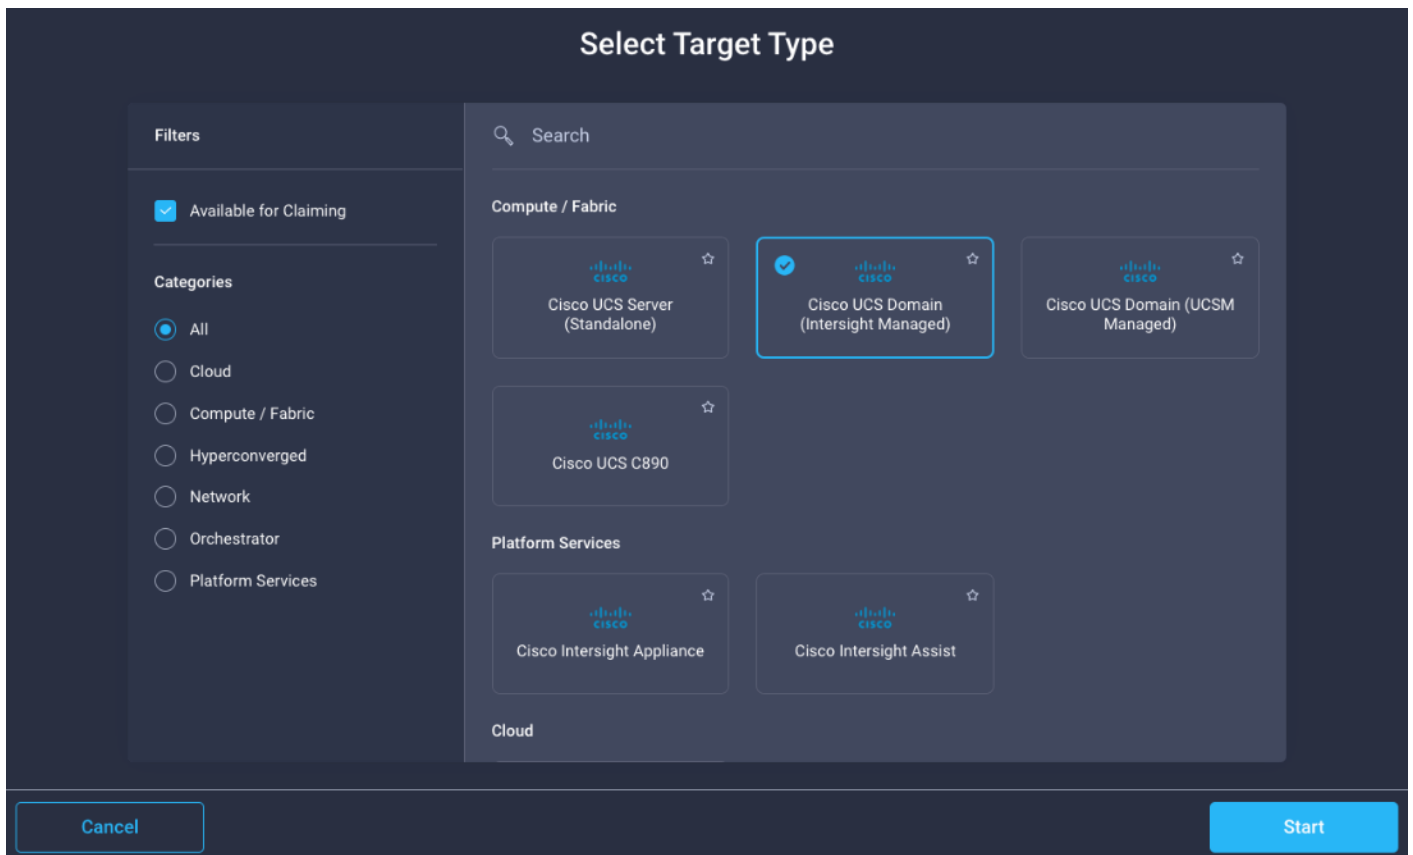 Select Target Type
Filters
Available for Claiming
Categories
All
Cloud
Compute / Fabric
Hyperconverged
Network
Orchestrator
Platform Services
Search
Compute / Fabric
cisco
Cisco UCS Server
(Standalone)
cisco
Cisco UCS Domain
(Intersight Managed)
cisco
Cisco UCS Domain (UCSM
Managed)
cisco
Cisco UCS C890
Platform Services
cisco
Cisco Intersight Appliance
cisco
Cisco Intersight Assist
Cloud
Cancel
Start